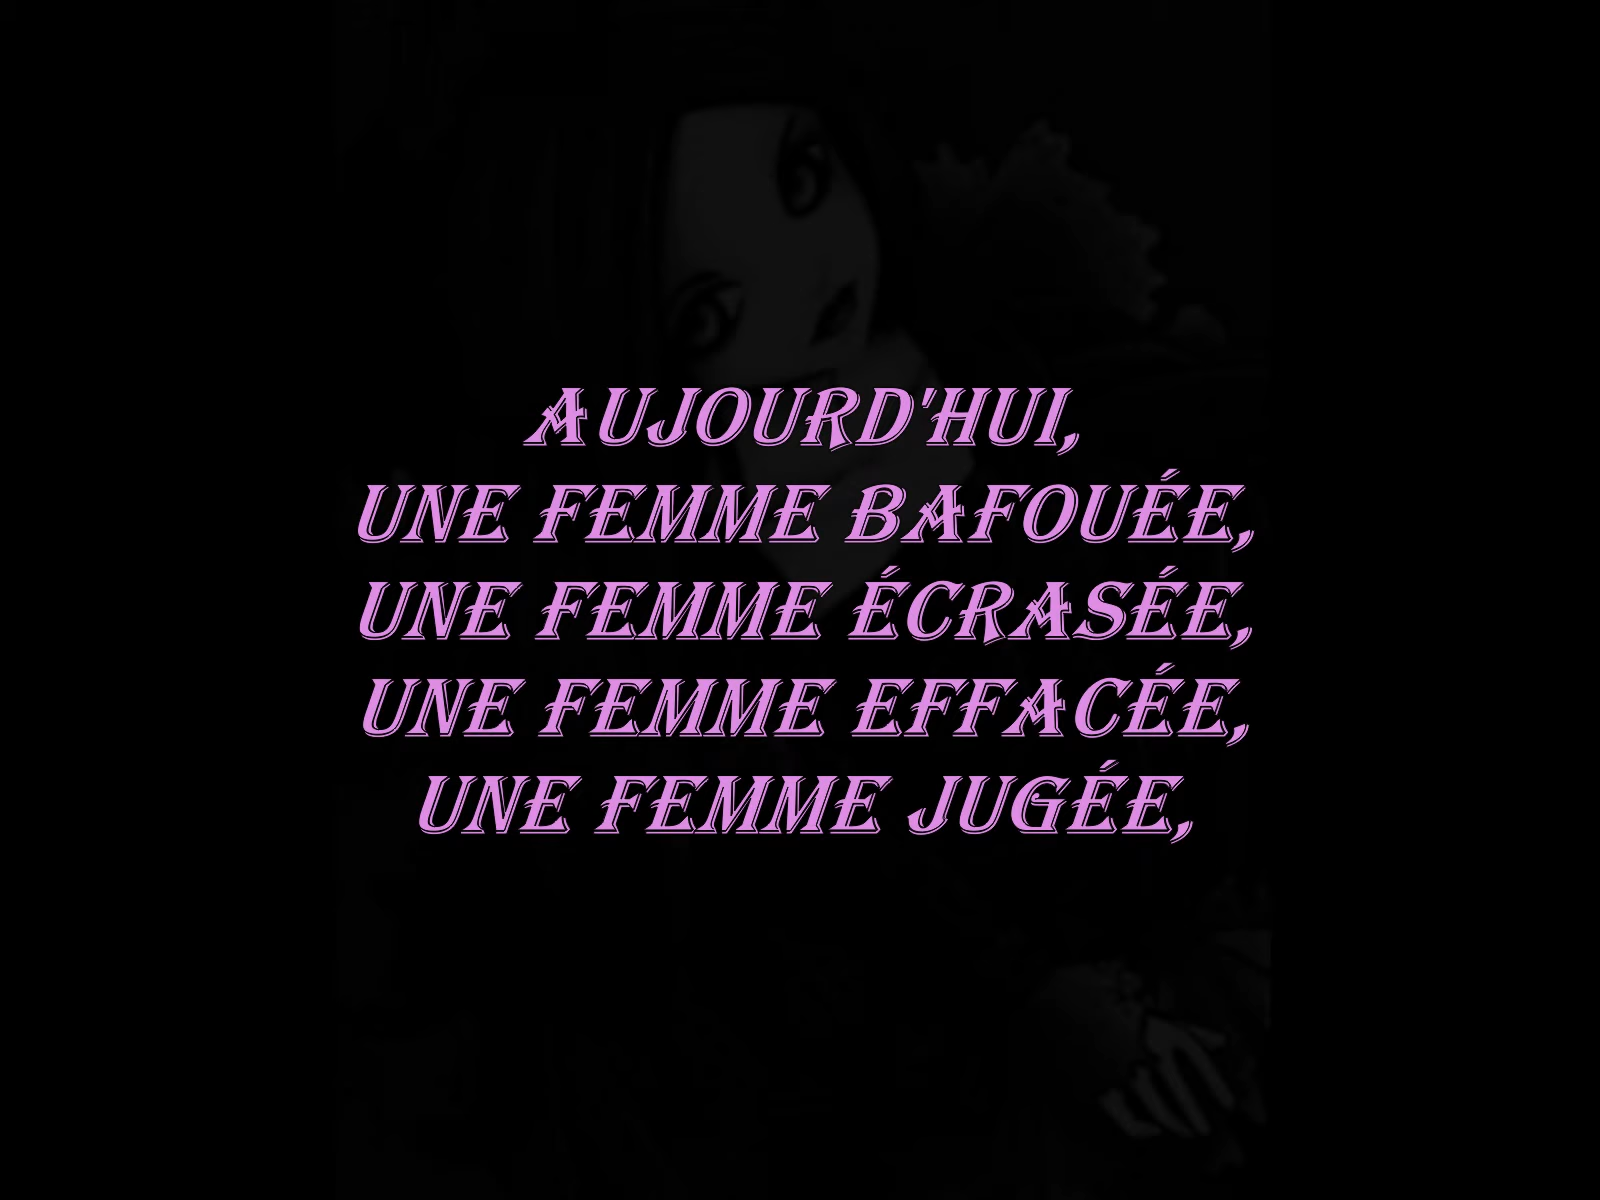 AUJOURD'HUI,
UNE FEMME BAFOUÉE,
UNE FEMME ÉCRASÉE,
UNE FEMME EFFACÉE,
UNE FEMME JUGÉE,